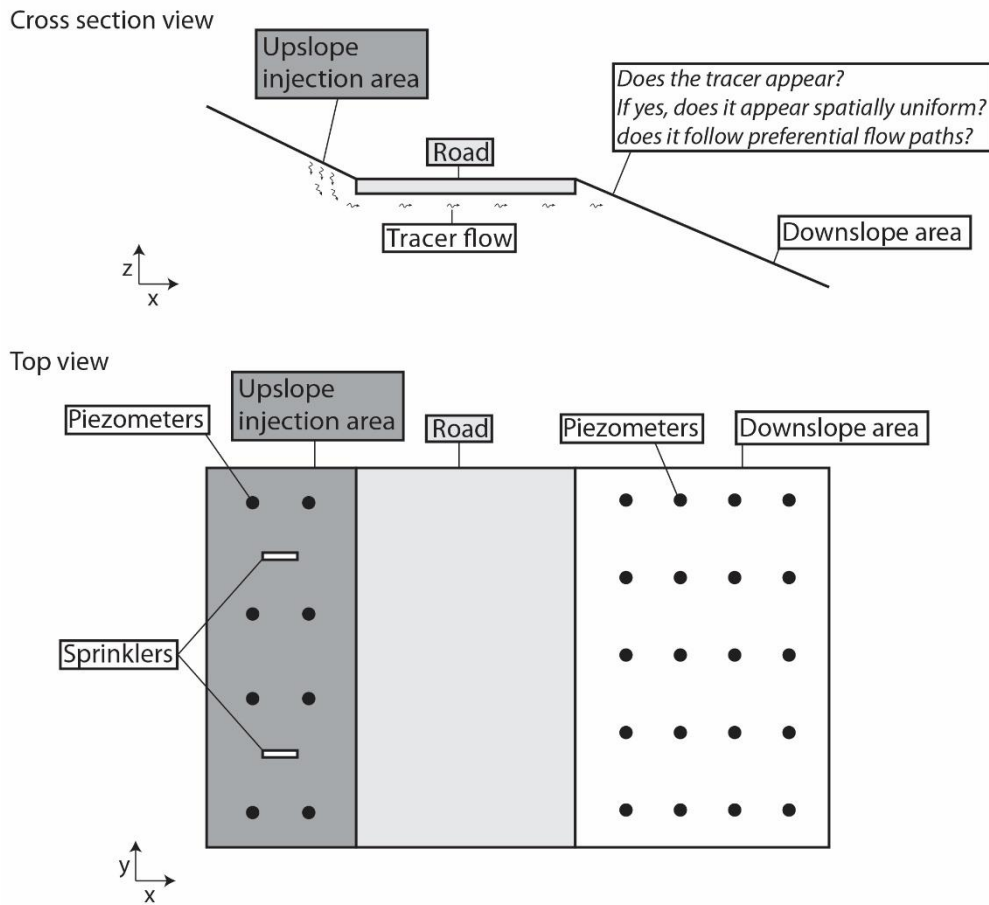 Cross section view
Upslope
injection area
Does the tracer appear?
If yes, does it appear spatially uniform?
does it follow preferential flow paths?
Road
Tracer flow
Downslope area
z
x
Top view
Upslope
injection area
Piezometers
Road
Piezometers
Downslope area
Sprinklers
y
x